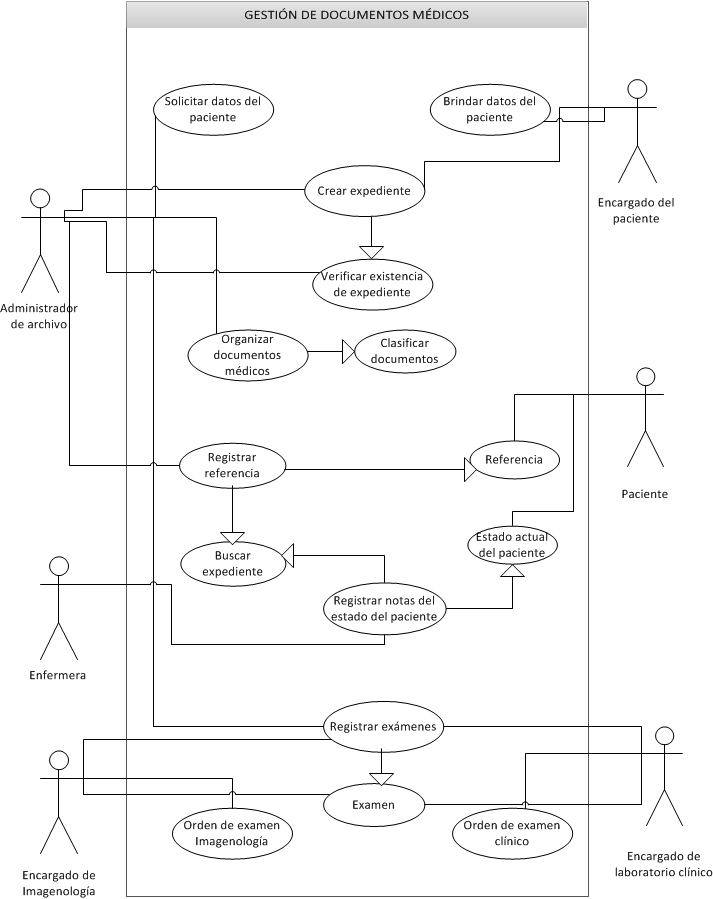 GESTIÓN DE DOCUMENTOS MÉDICOS
Solicitar datos del
paciente
Brindar datos del
paciente
Crear expediente
Encargado del
paciente
Verificar existencia
de expediente
Administrador
de archivo
Organizar
documentos
médicos
Clasificar
documentos
Registrar
referencia
Referencia
Paciente
Estado actual
del paciente
Buscar
expediente
Registrar notas del
estado del paciente
Enfermera
Registrar exámenes
Examen
Orden de examen
Imagenología
Orden de examen
clínico
Encargado de
Imagenología
Encargado de
laboratorio clínico